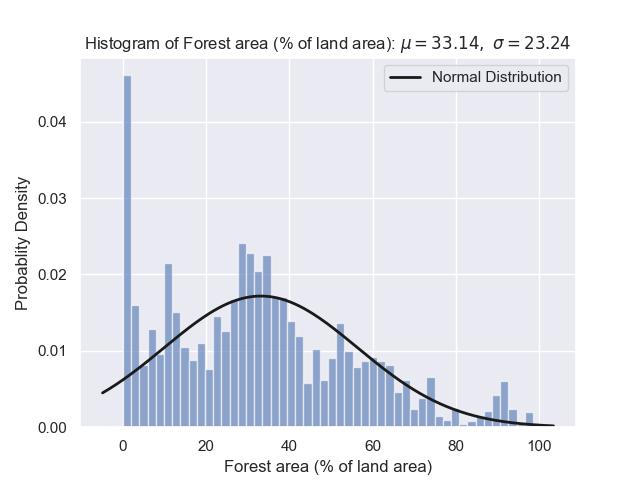 Histogram of Forest area (% of land area): μ = 33.14, σ = 23.24
Normal Distribution
0.04
0.03
0.02
0.01
0.00
Probablity Density
0 20 40 60 80 100
Forest area (% of land area)